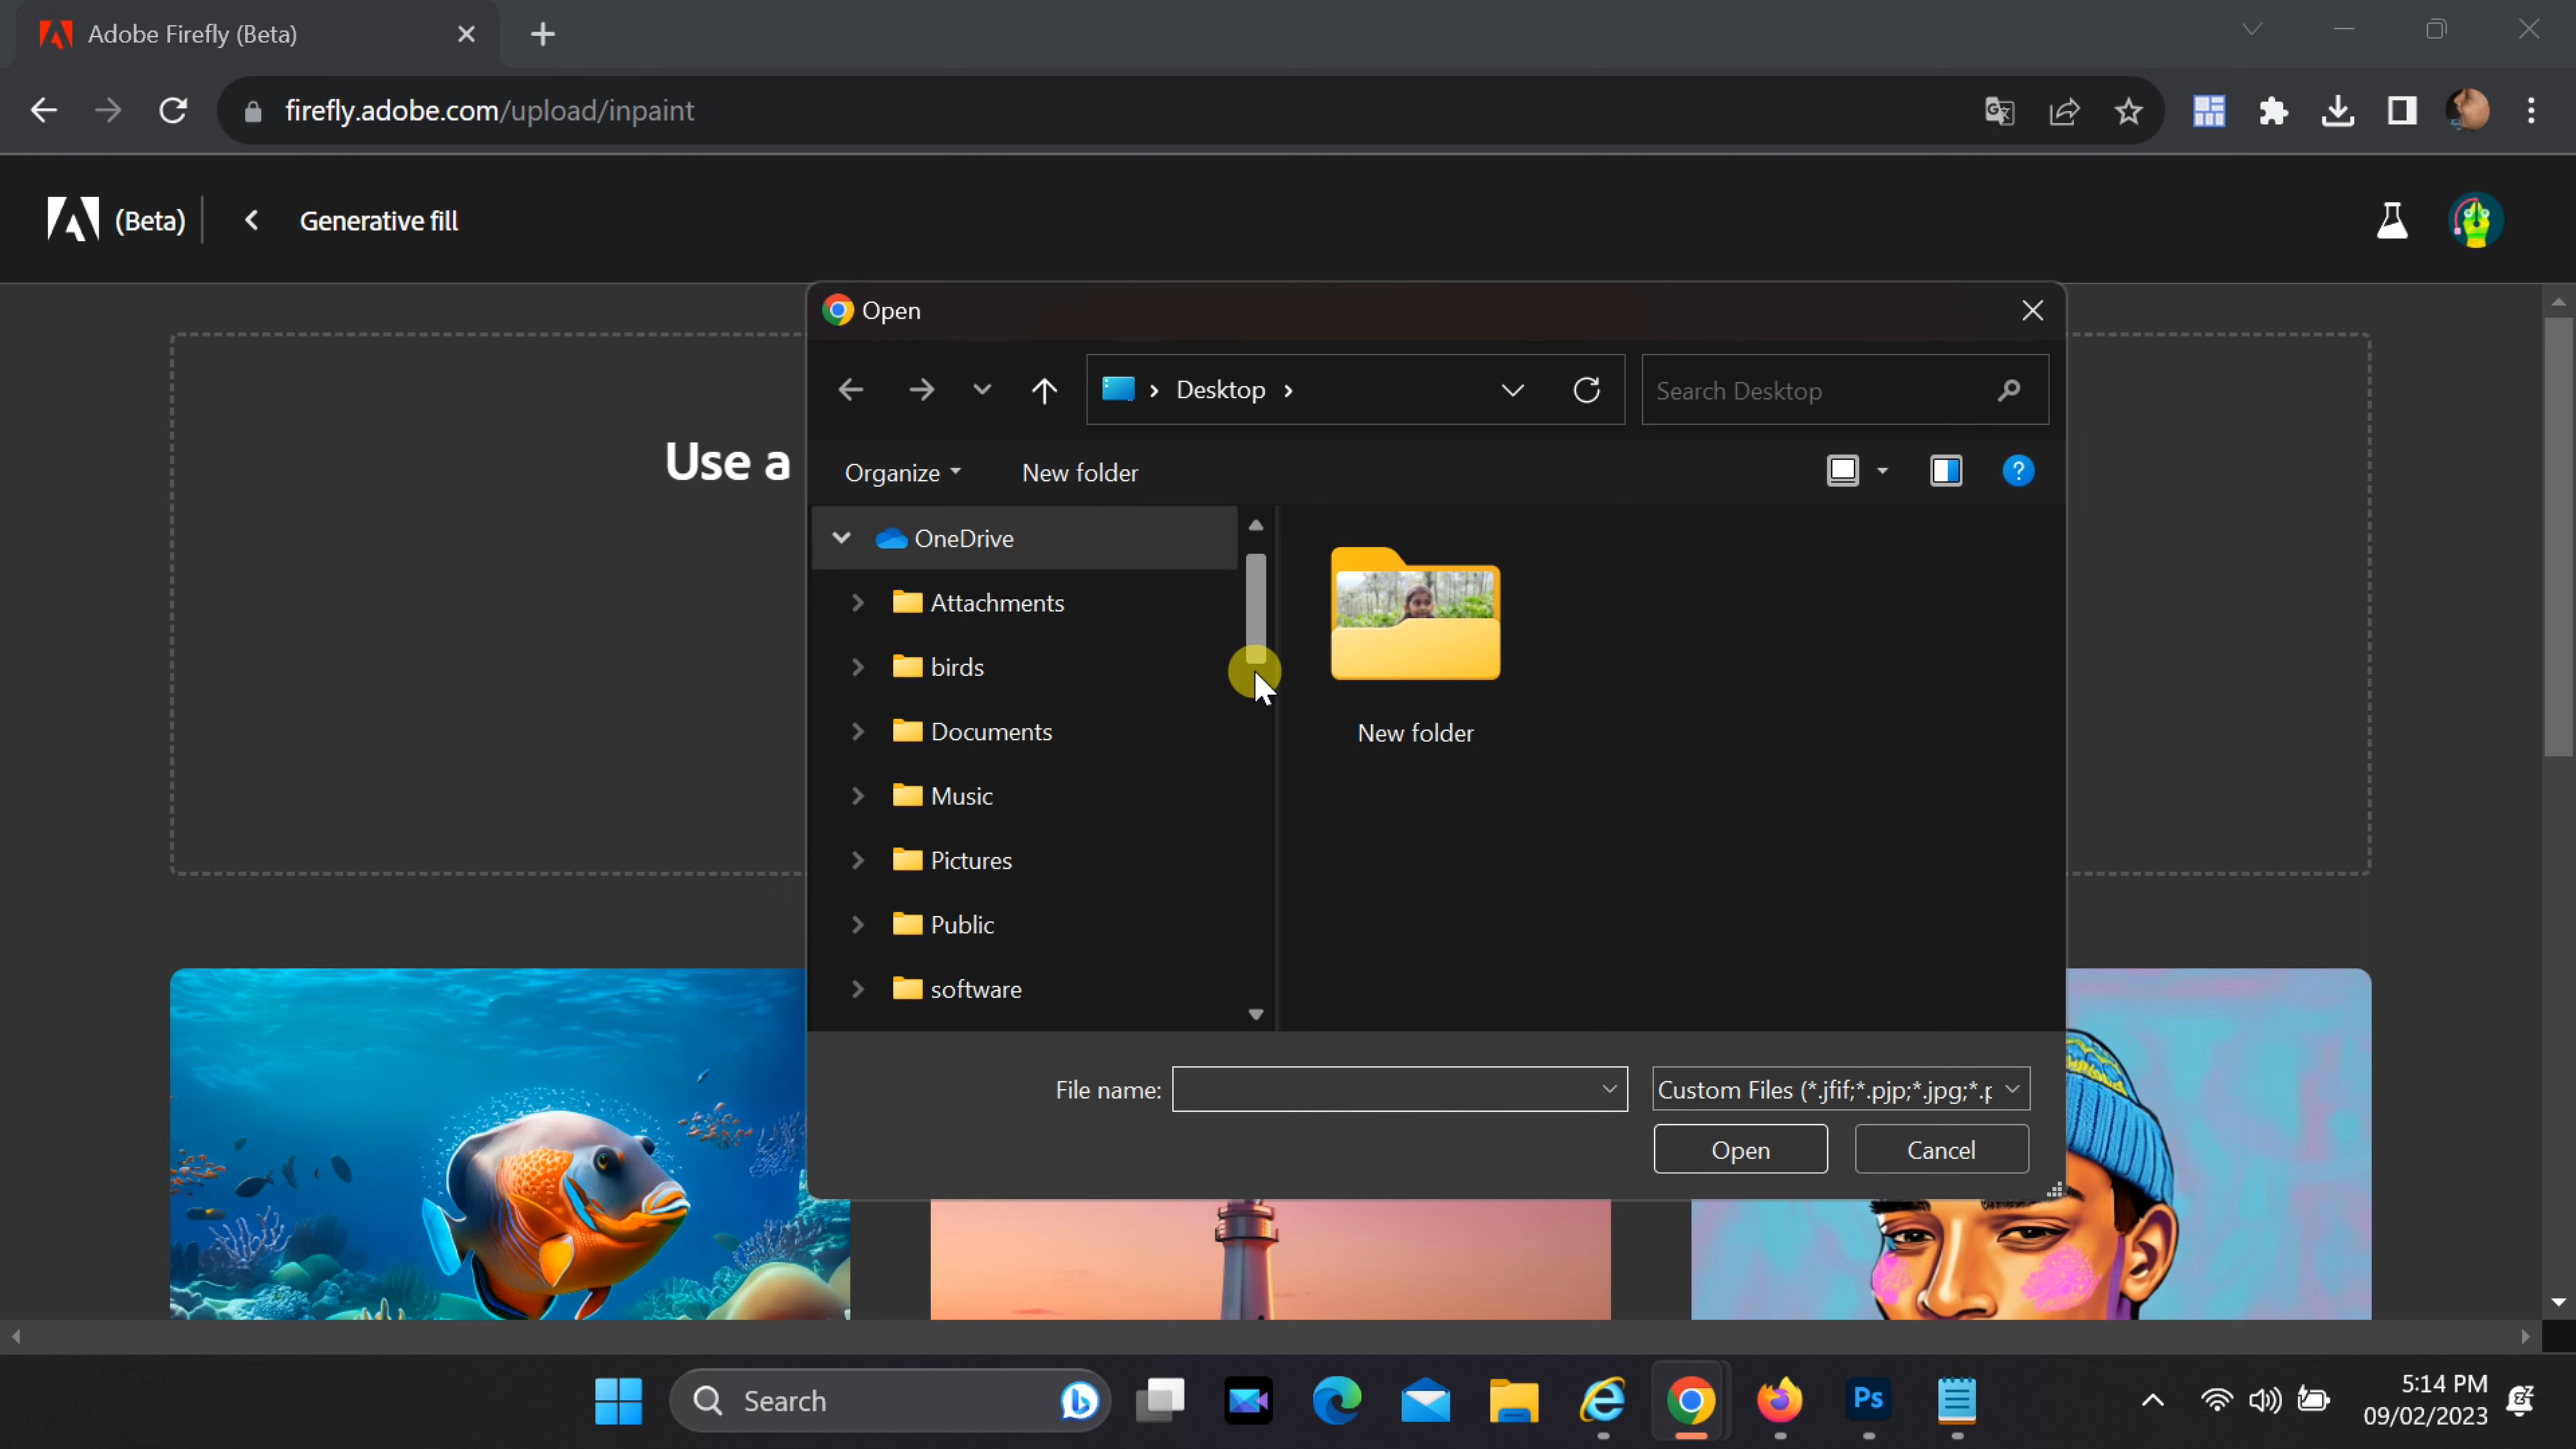 Adobe Firefly (Beta)
firefly.adobe.com/upload/inpaint
(Beta)
Generative fill
Open
Desktop
Search Desktop
Use a
Organize
New folder
OneDrive
Attachments
birds
Documents
Music
Pictures
Public
software
New folder
File name:
Custom Files (*.jfif;*.pjp;*.jpg;*.
Open
Cancel
Search
Ps
5:14 PM
09/02/2023